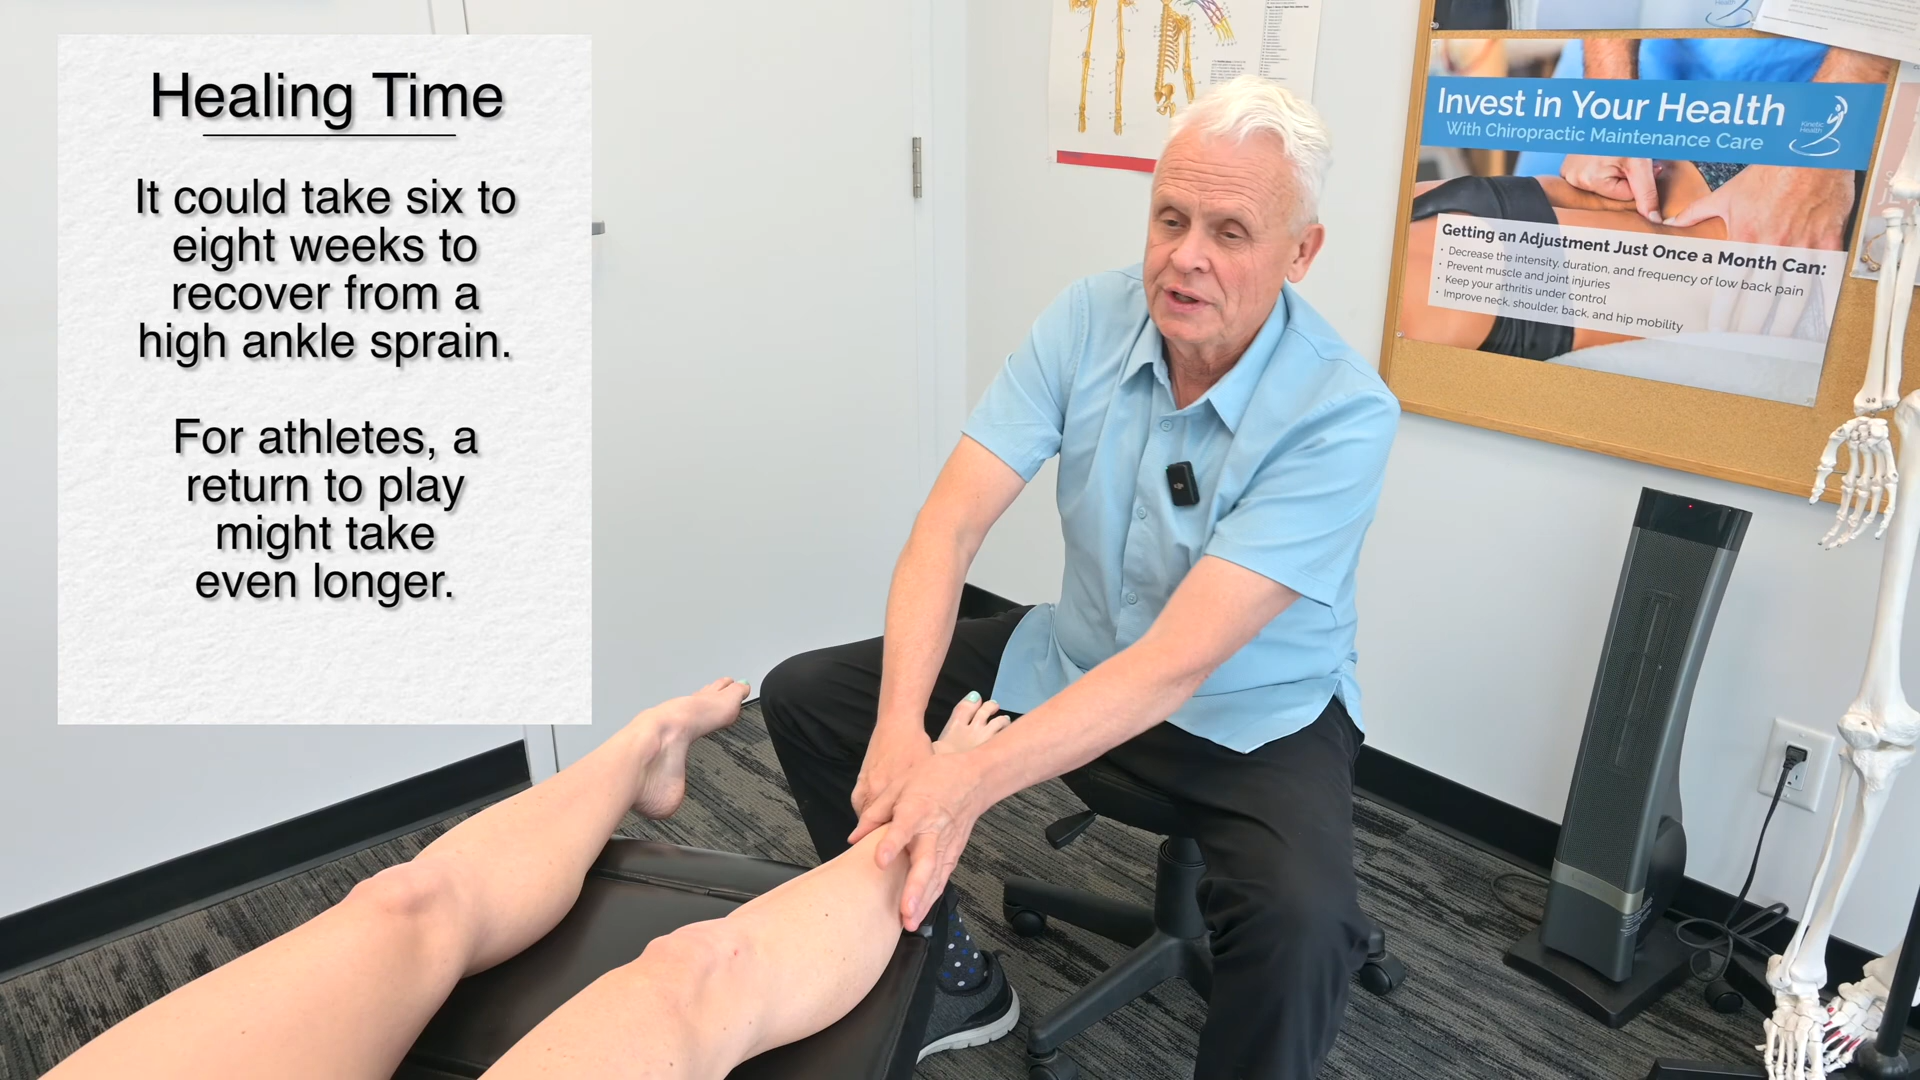 Healing Time
It could take six to
eight weeks to
recover from a
high ankle sprain.
For athletes, a
return to play
might take
even longer.
Invest in Your Health
With Chiropractic Maintenance Care
Kinetic
Health
Getting an Adjustment Just Once a Month Can:
· Decrease the intensity, duration, and frequency of low back pain
· Prevent muscle and joint injuries
· Keep your arthritis under control
· Improve neck, shoulder, back, and hip mobility